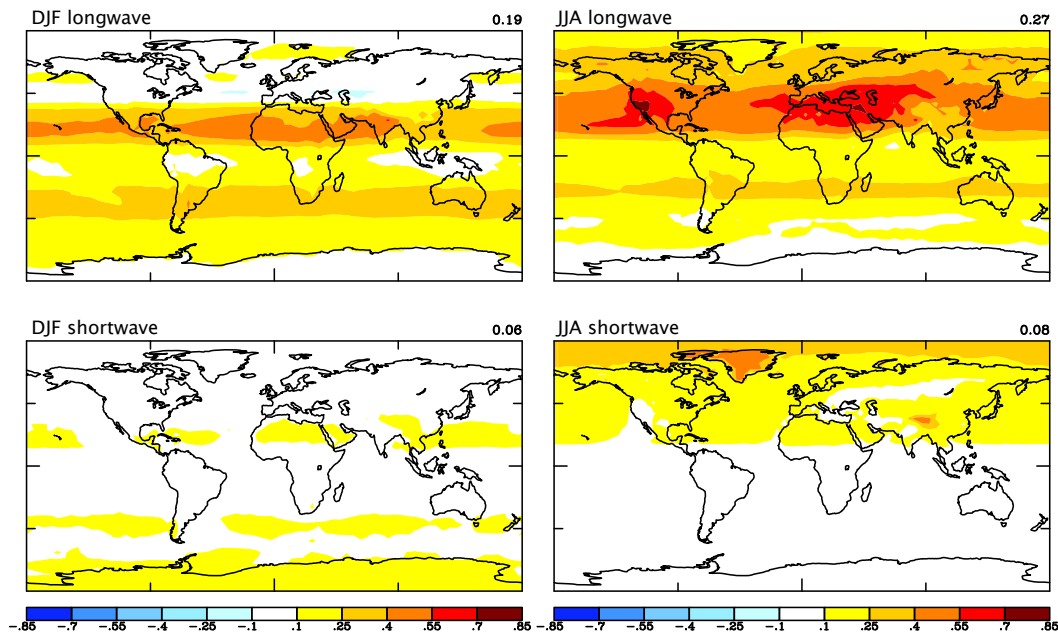 DJF longwave 0.19
JJA longwave 0.27
DJF shortwave 0.06
JJA shortwave 0.08
-.85 -.7 -.55 -.4 -.25 -.1 .1 .25 .4 .55 .7 .85
-.85 -.7 -.55 -.4 -.25 -.1 .1 .25 .4 .55 .7 .85